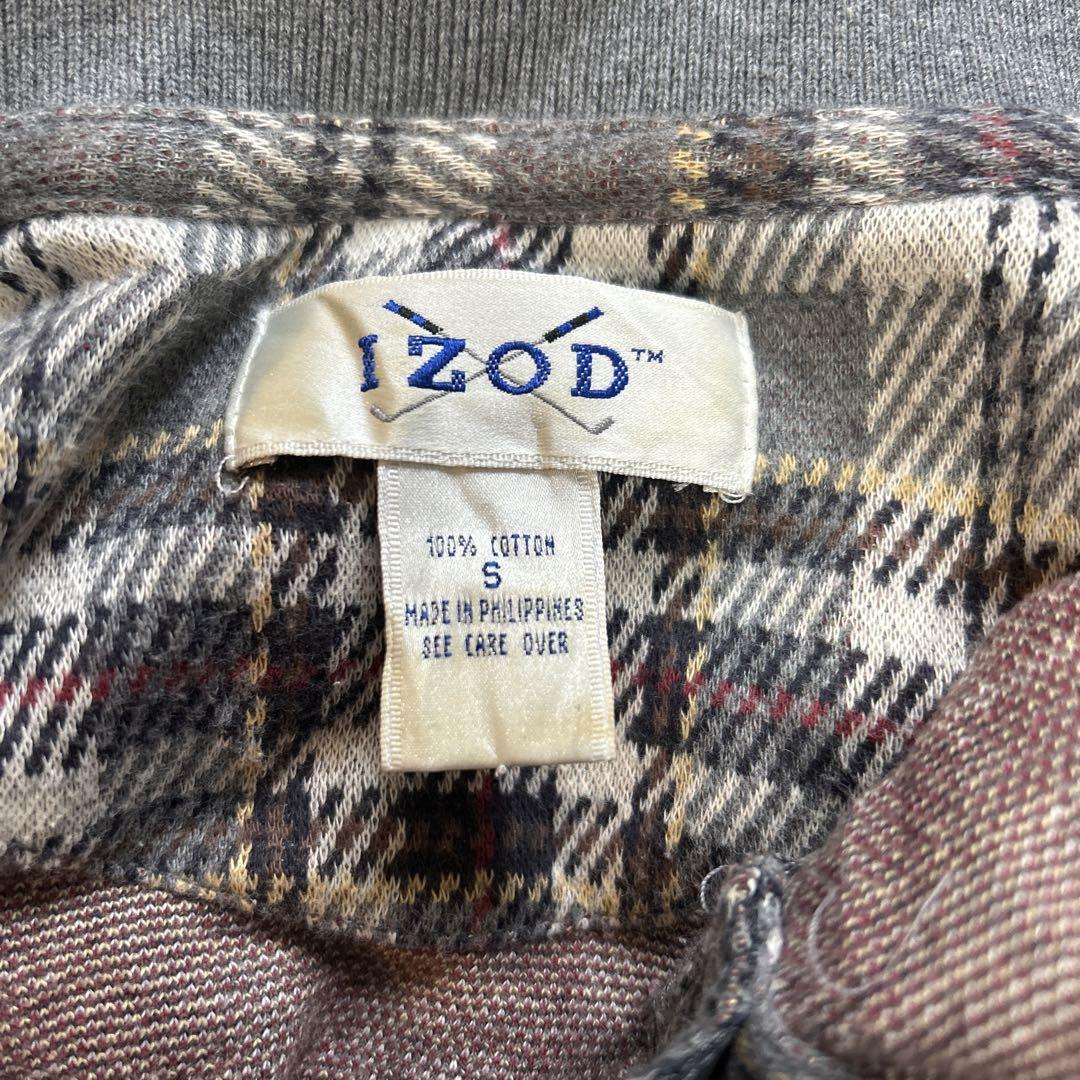 IZOD™
100% COTTON
S
MADE IN PHILIPPINES
SEE CARE OVER